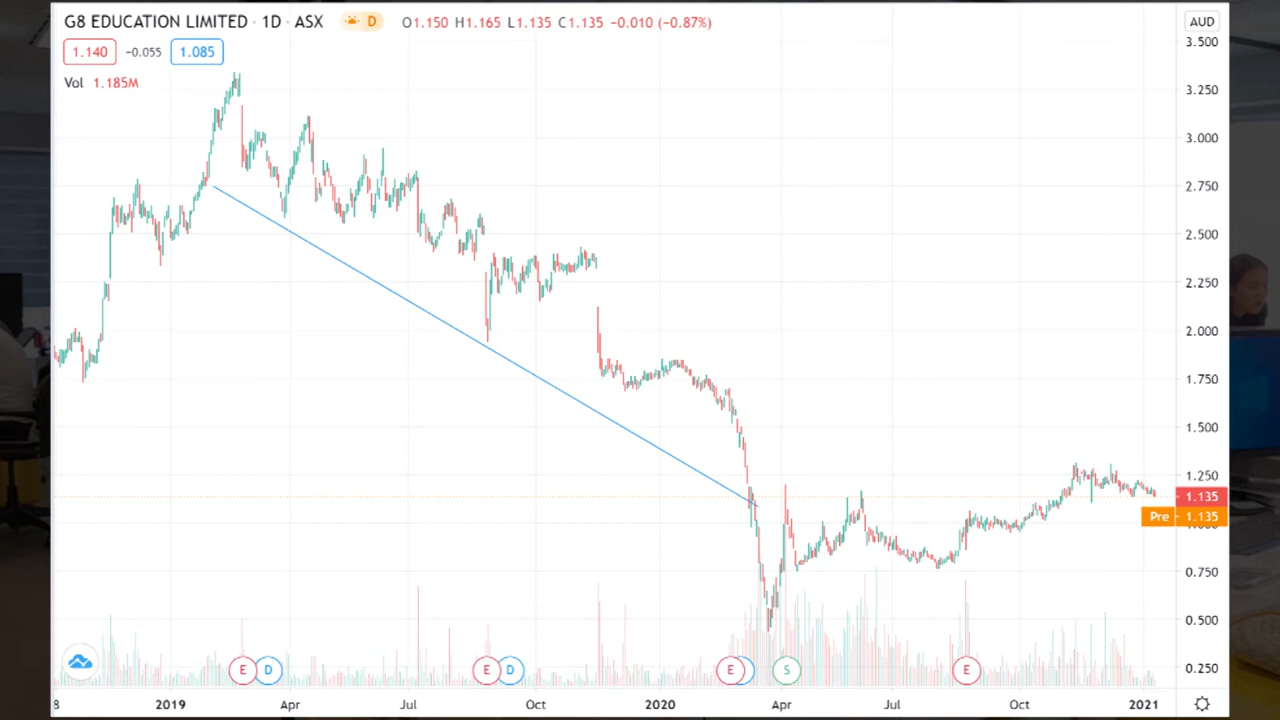 G8 EDUCATION LIMITED · 1D · ASX D O1.150 H1.165 L1.135 C1.135 -0.010 (-0.87%)
AUD
1.140 -0.055 1.085
Vol 1.185M
3.500
3.250
3.000
2.750
2.500
2.250
2.000
1.750
1.500
1.250
1.135
Pre 1.135
1.000
0.750
0.500
0.250
E D E D E S E
8 2019 Apr Jul Oct 2020 Apr Jul Oct 2021